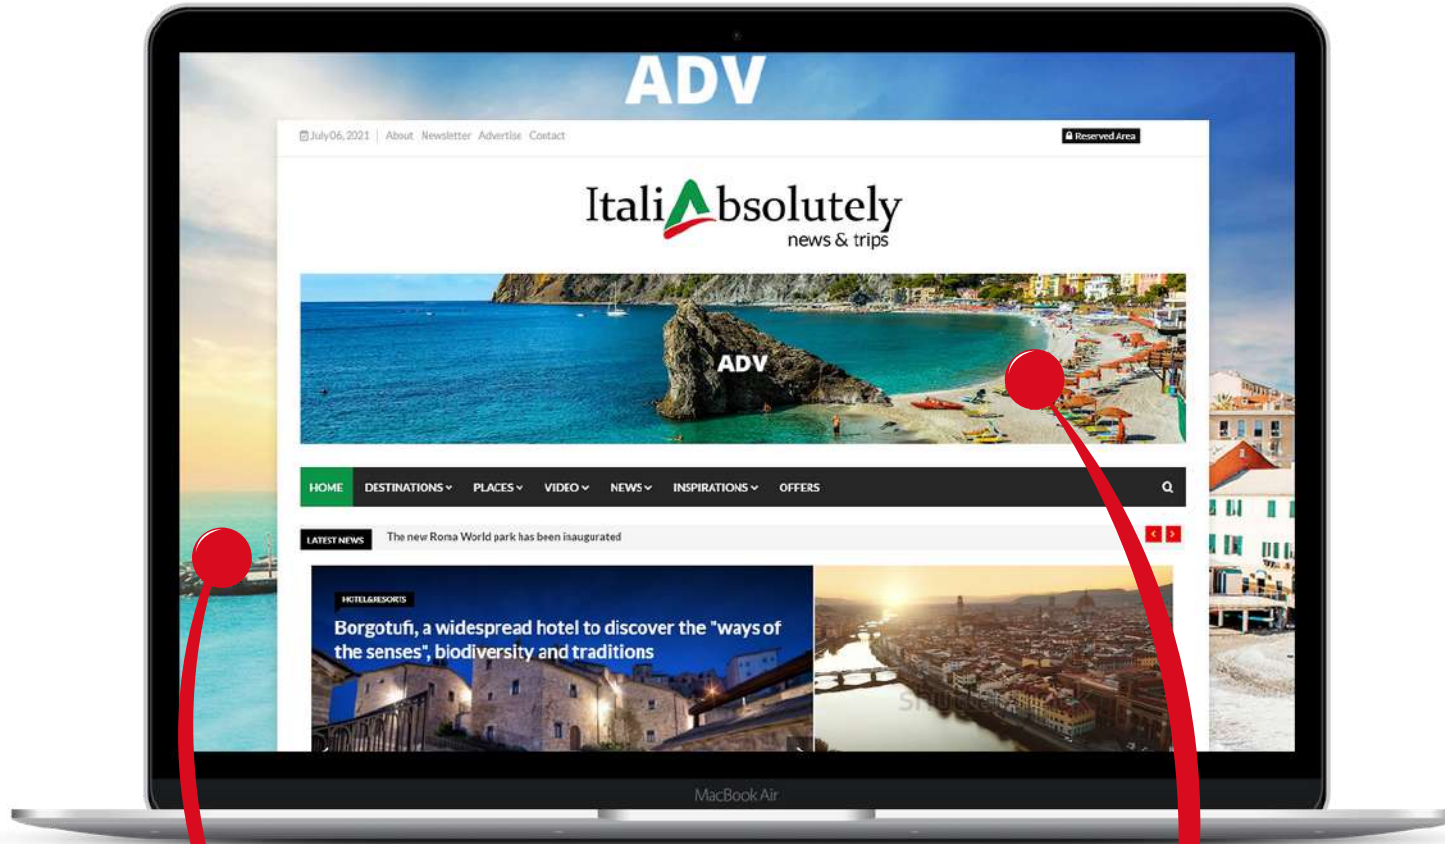 ADV
July 06, 2021 About Newsletter Advertise Contact
Reserved Area
ItaliAbsolutely
news & trips
ADV
HOME DESTINATIONS PLACES VIDEO NEWS INSPIRATIONS OFFERS
LATEST NEWS The new Roma World park has been inaugurated
HOTEL&RESORTS
Borgotufi, a widespread hotel to discover the "ways of
the senses", biodiversity and traditions
MacBook Air